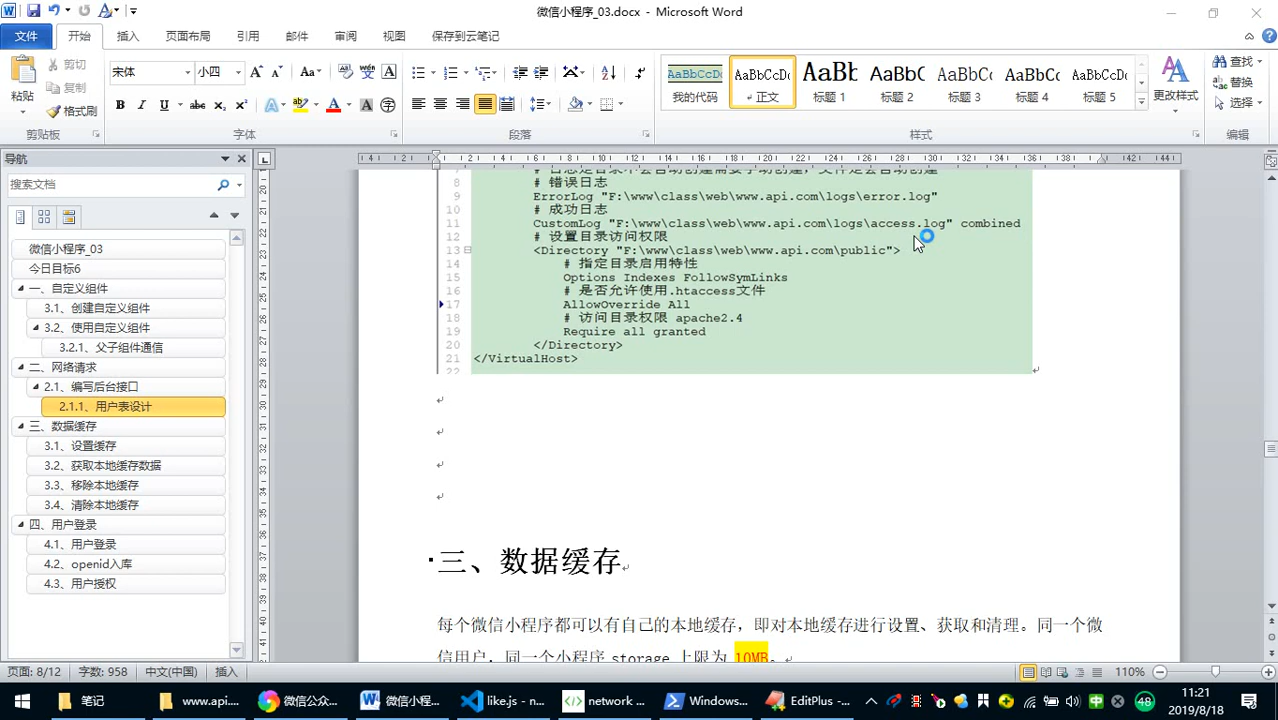 微信小程序_03.docx - Microsoft Word
文件 开始 插入 页面布局 引用 邮件 审阅 视图 保存到云笔记
剪切
宋体 小四 AaBbCcDc AaBbCcDc AaBb AaBbC AaBbCcI AaBbC AaBbCcDc 查找
复制 替换
粘贴 格式刷 我的代码 正文 标题 1 标题 2 标题 3 标题 4 标题 5 更改样式 选择
剪贴板 字体 段落 样式 编辑
导航
搜索文档
微信小程序_03
今日目标6
一、自定义组件
3.1、创建自定义组件
3.2、使用自定义组件
3.2.1、父子组件通信
二、网络请求
2.1、编写后台接口
2.1.1、用户表设计
三、数据缓存
3.1、设置缓存
3.2、获取本地缓存数据
3.3、移除本地缓存
3.4、清除本地缓存
四、用户登录
4.1、用户登录
4.2、openid入库
4.3、用户授权
8 # 错误日志
9 ErrorLog "F:\www\class\web\www.api.com\logs\error.log"
10 # 成功日志
11 CustomLog "F:\www\class\web\www.api.com\logs\access.log" combined
12 # 设置目录访问权限
13 <Directory "F:\www\class\web\www.api.com\public">
14 # 指定目录启用特性
15 Options Indexes FollowSymLinks
16 # 是否允许使用.htaccess文件
17 AllowOverride All
18 # 访问目录权限 apache2.4
19 Require all granted
20 </Directory>
21 </VirtualHost>
22
三、数据缓存
每个微信小程序都可以有自己的本地缓存，即对本地缓存进行设置、获取和清理。同一个微
信用户，同一个小程序 storage 上限为 10MB。
页面: 8/12 字数: 958 中文(中国) 插入 110%
笔记 www.api.... 微信公众... 微信小程... like.js - n... network ... Windows... EditPlus - ... 48 11:21
2019/8/18